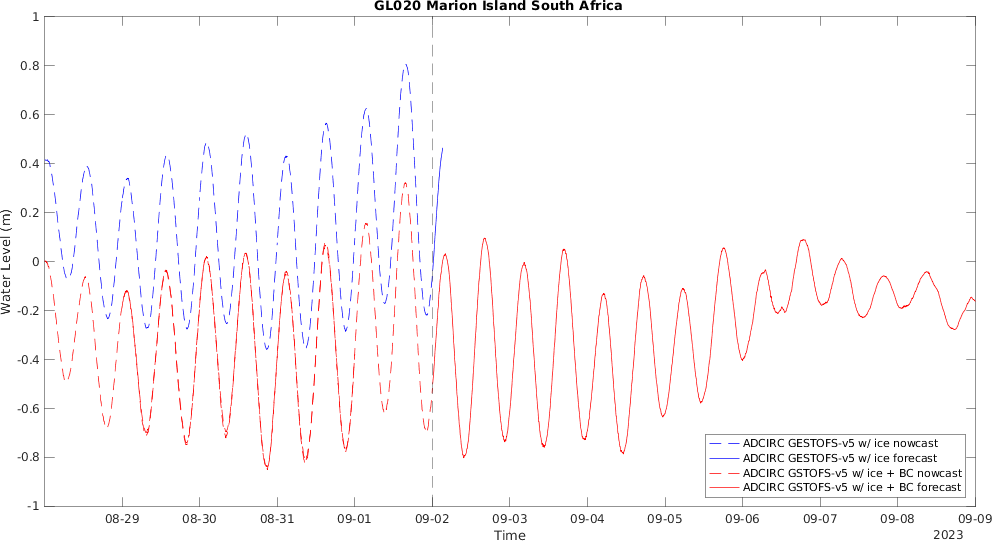 GL020 Marion Island South Africa
Water Level (m)
1
0.8
0.6
0.4
0.2
0
-0.2
-0.4
-0.6
-0.8
-1
ADCIRC GESTOFS-v5 w/ ice nowcast
ADCIRC GESTOFS-v5 w/ ice forecast
ADCIRC GSTOFS-v5 w/ ice + BC nowcast
ADCIRC GSTOFS-v5 w/ ice + BC forecast
08-29 08-30 08-31 09-01 09-02 09-03 09-04 09-05 09-06 09-07 09-08 09-09
Time
2023